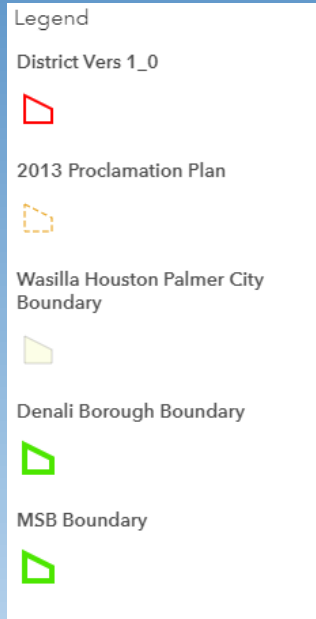 Legend
District Vers 1_0
2013 Proclamation Plan
Wasilla Houston Palmer City
Boundary
Denali Borough Boundary
MSB Boundary